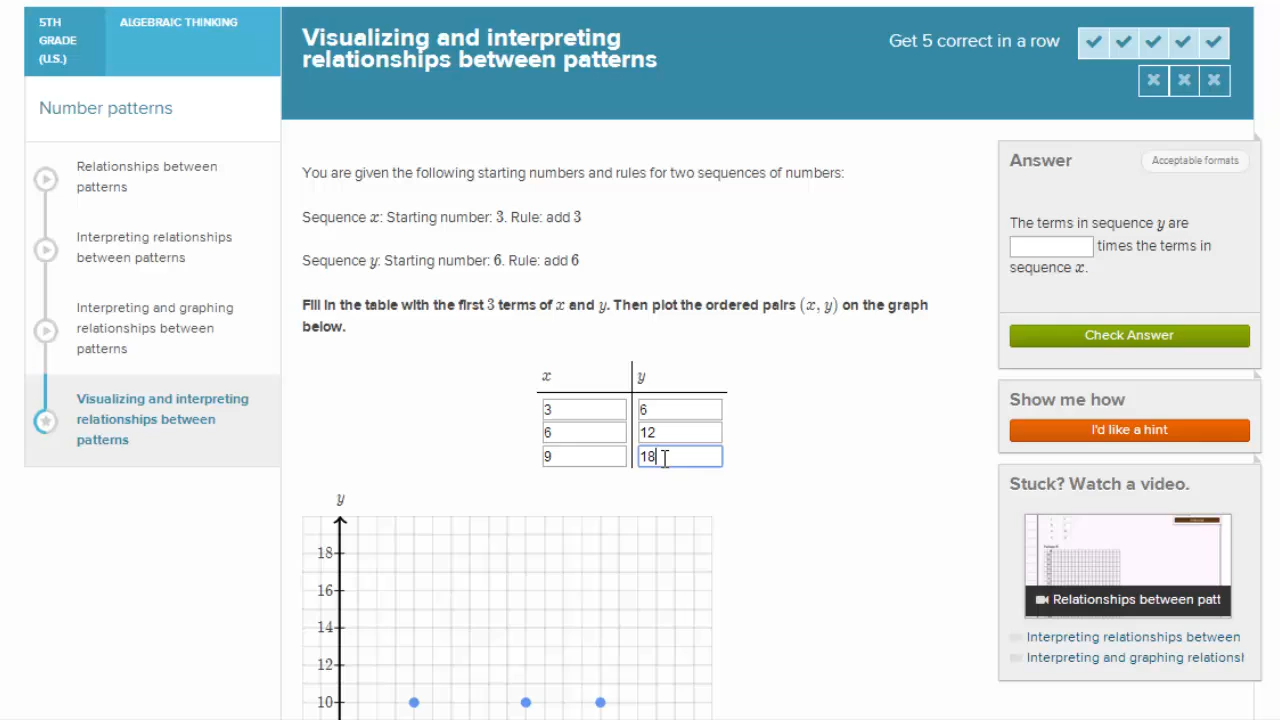 5TH
GRADE
(U.S.)
ALGEBRAIC THINKING
Number patterns
Relationships between
patterns
Interpreting relationships
between patterns
Interpreting and graphing
relationships between
patterns
Visualizing and interpreting
relationships between
patterns
Visualizing and interpreting
relationships between patterns
Get 5 correct in a row
You are given the following starting numbers and rules for two sequences of numbers:
Sequence x: Starting number: 3. Rule: add 3
Sequence y: Starting number: 6. Rule: add 6
Fill in the table with the first 3 terms of x and y. Then plot the ordered pairs (x, y) on the graph
below.
x y
3 6
6 12
9 18
y
18
16
14
12
10
Answer
Acceptable formats
The terms in sequence y are
times the terms in
sequence x.
Check Answer
Show me how
I'd like a hint
Stuck? Watch a video.
Relationships between patt
Interpreting relationships between
Interpreting and graphing relationsh